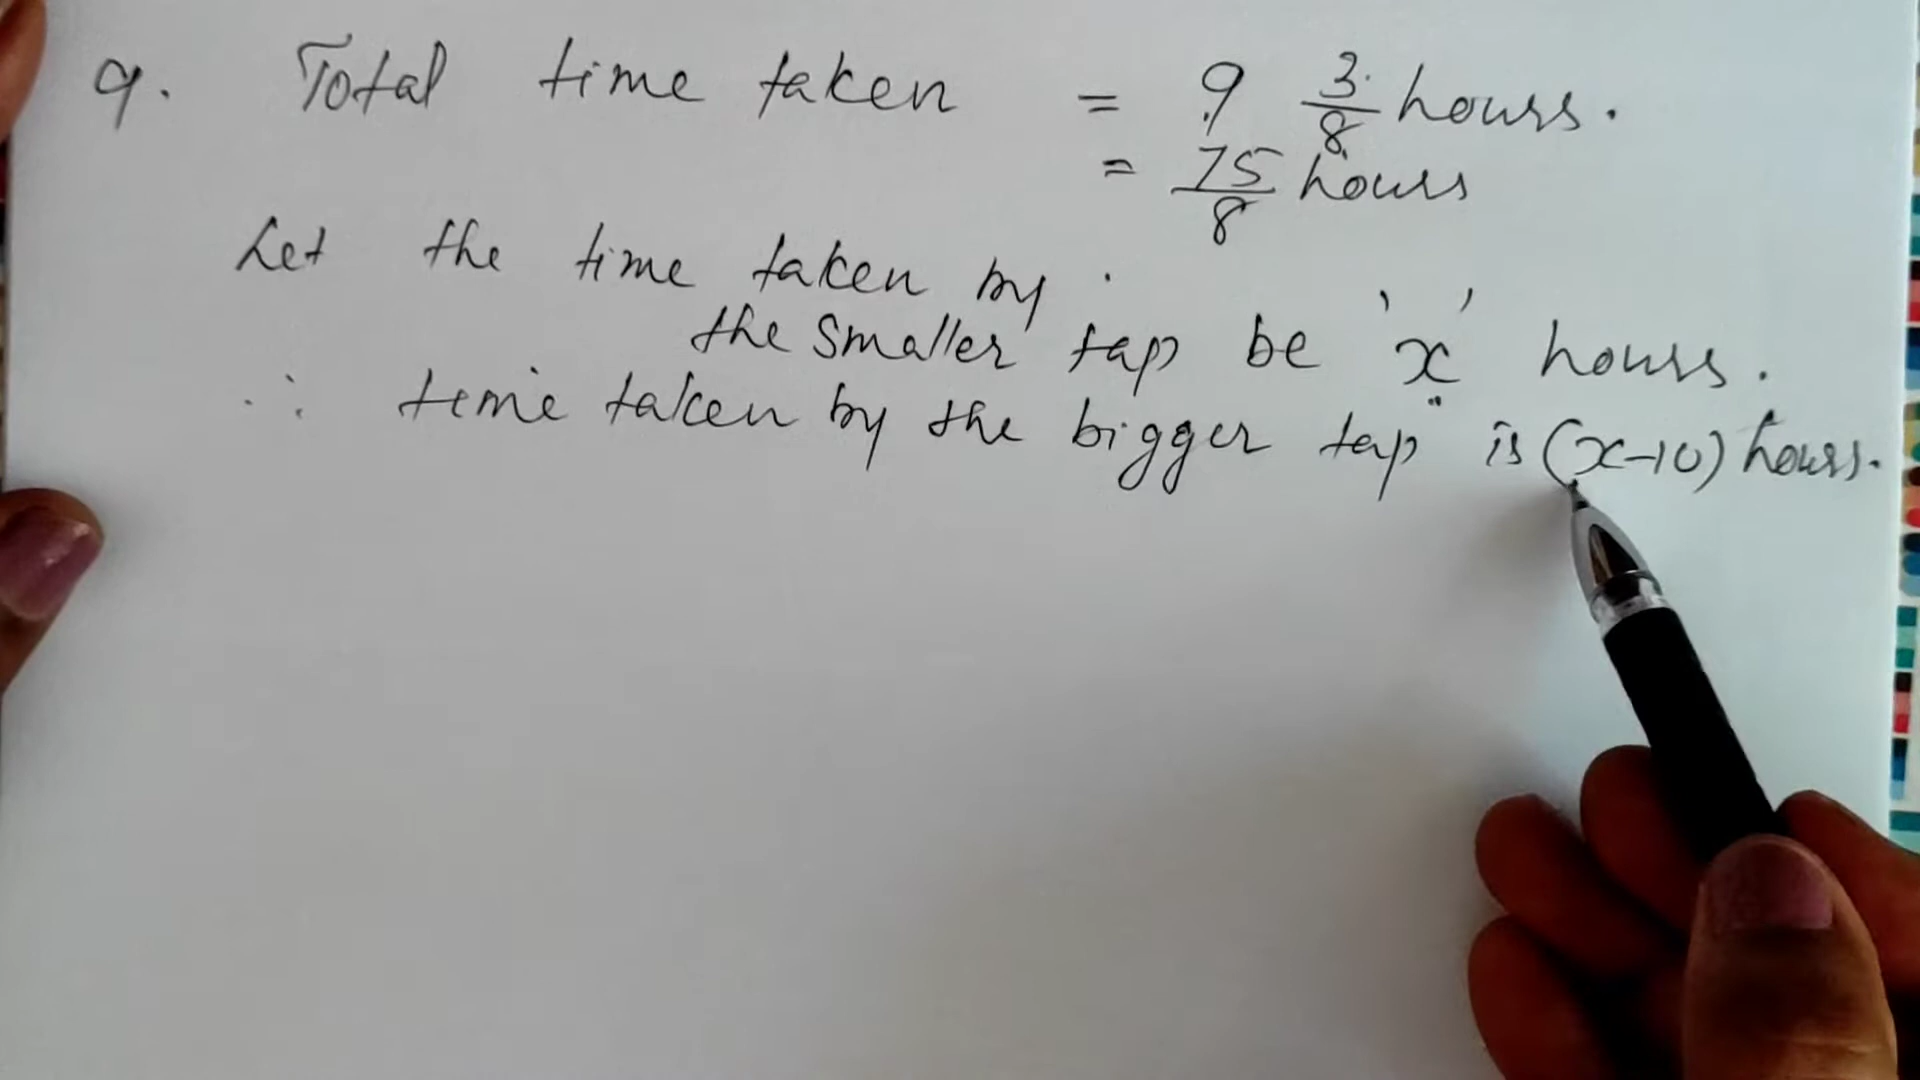 9. Total time taken = 9 3/8 hours.
= 75/8 hours
Let the time taken by
the smaller tap be 'x' hours.
∴ time taken by the bigger tap is (x-10) hours.